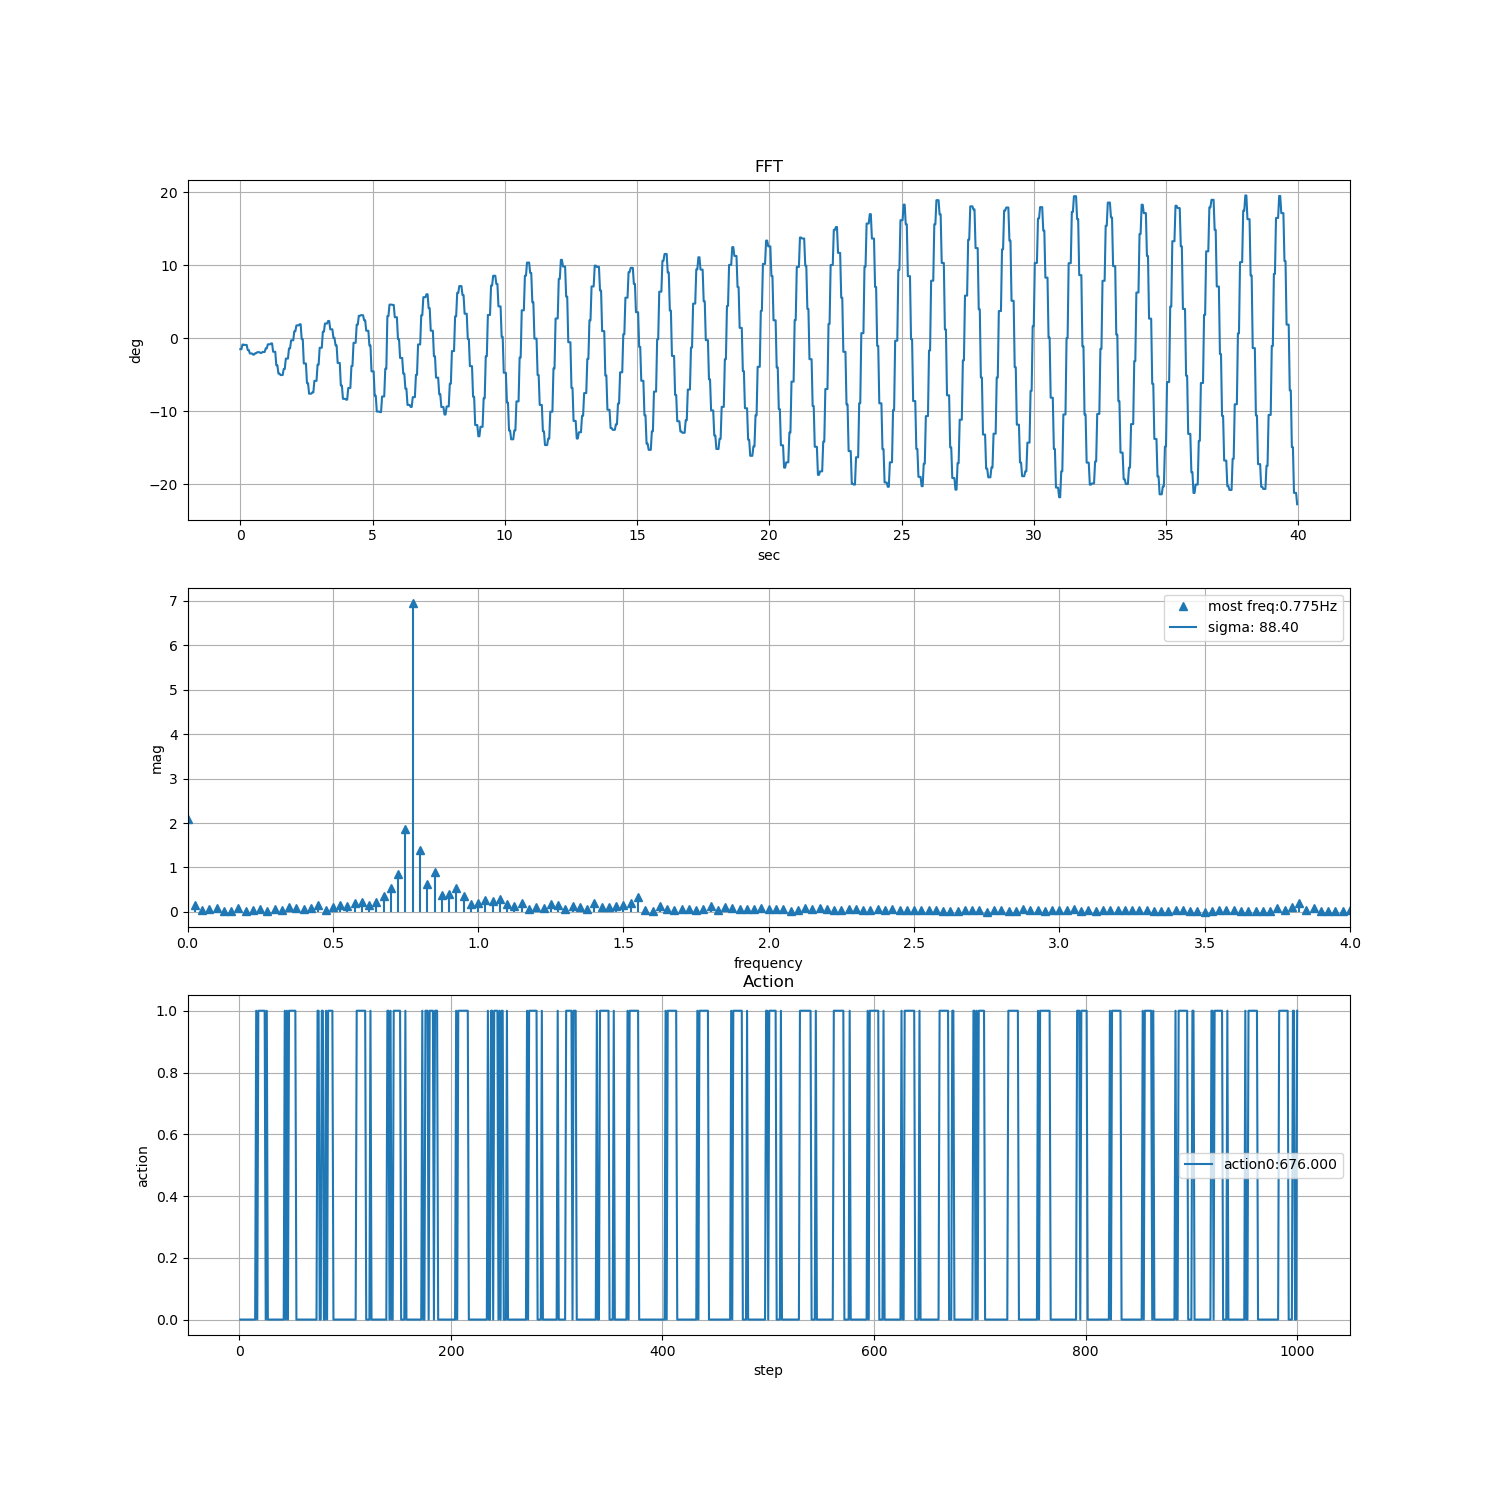 FFT
20
10
0
−10
−20
deg
0 5 10 15 20 25 30 35 40
sec
7
6
5
4
3
2
1
0
mag
most freq:0.775Hz
sigma: 88.40
0.0 0.5 1.0 1.5 2.0 2.5 3.0 3.5 4.0
frequency
Action
1.0
0.8
0.6
0.4
0.2
0.0
action
action0:676.000
0 200 400 600 800 1000
step